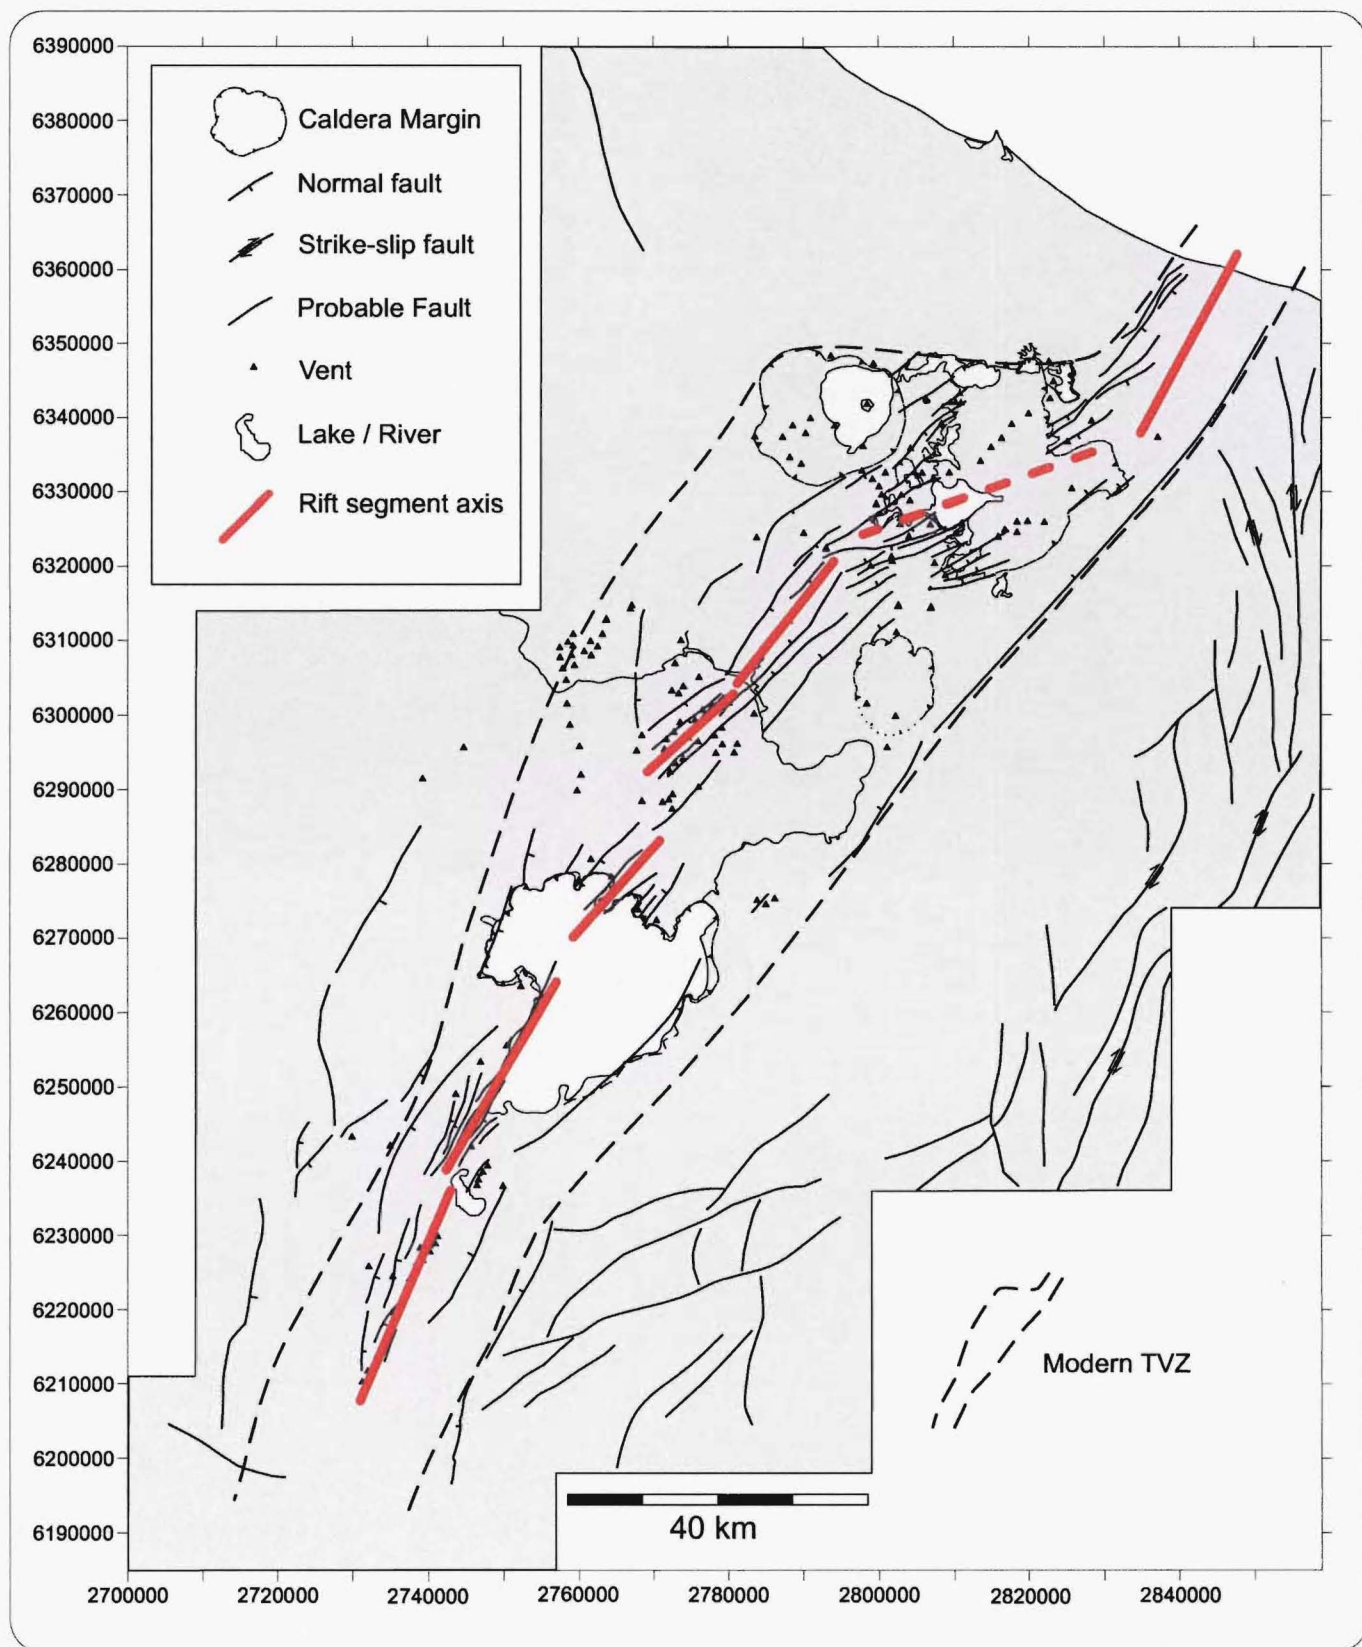 6390000
6380000
6370000
6360000
6350000
6340000
6330000
6320000
6310000
6300000
6290000
6280000
6270000
6260000
6250000
6240000
6230000
6220000
6210000
6200000
6190000
Caldera Margin
Normal fault
Strike-slip fault
Probable Fault
Vent
Lake / River
Rift segment axis
Modern TVZ
40 km
2700000 2720000 2740000 2760000 2780000 2800000 2820000 2840000